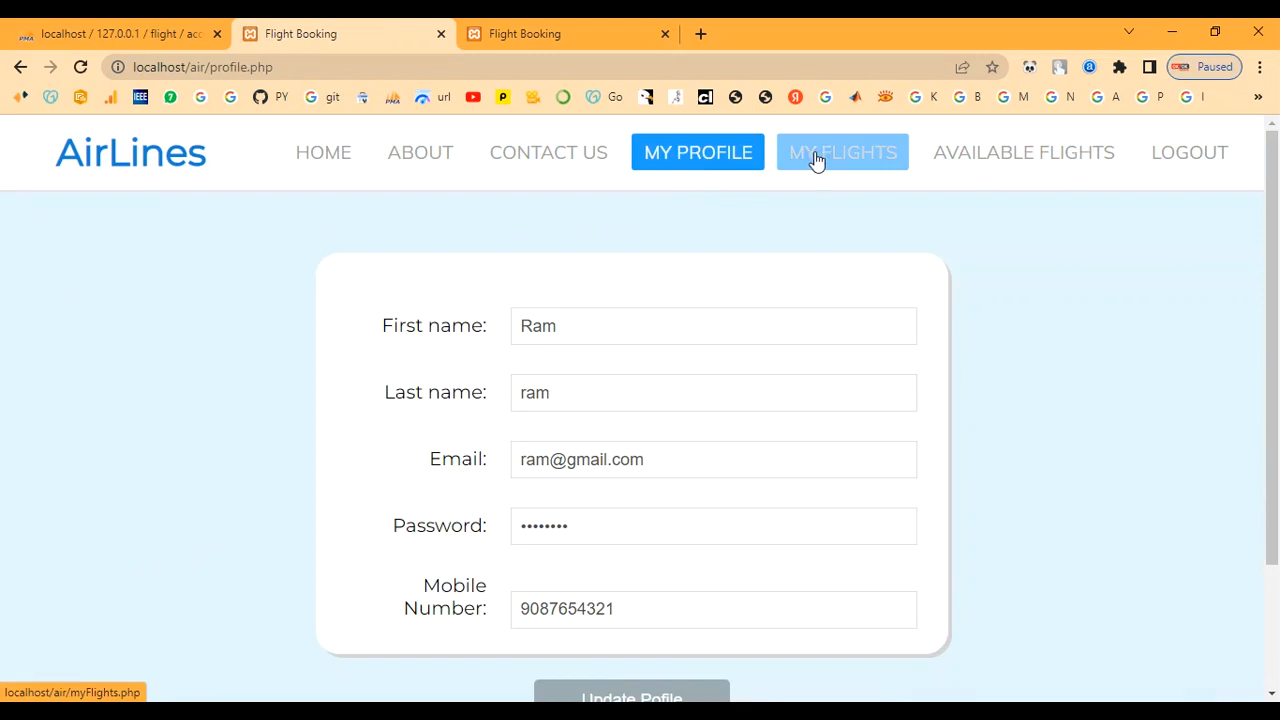 localhost / 127.0.0.1 / flight / acc
Flight Booking
Flight Booking
localhost/air/profile.php
Paused
IEEE
PY
git
url
Go
K
B
M
N
A
P
I
AirLines
HOME
ABOUT
CONTACT US
MY PROFILE
MY FLIGHTS
AVAILABLE FLIGHTS
LOGOUT
First name:
Ram
Last name:
ram
Email:
ram@gmail.com
Password:
••••••••
Mobile
Number:
9087654321
Update Pofile
localhost/air/myFlights.php